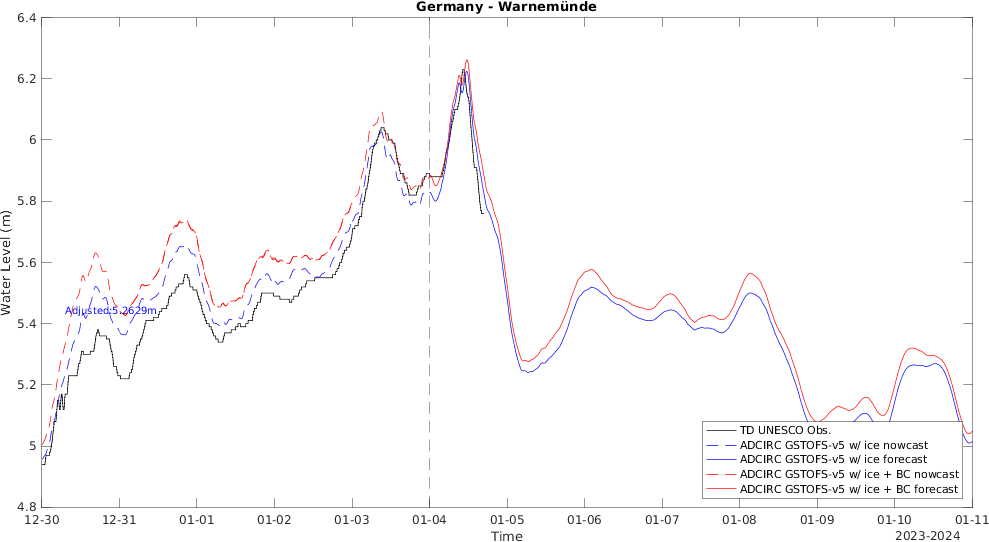 Germany - Warnemünde
6.4
6.2
6
5.8
5.6
5.4
5.2
5
4.8
Water Level (m)
Adjusted:5.2629m
TD UNESCO Obs.
ADCIRC GSTOFS-v5 w/ ice nowcast
ADCIRC GSTOFS-v5 w/ ice forecast
ADCIRC GSTOFS-v5 w/ ice + BC nowcast
ADCIRC GSTOFS-v5 w/ ice + BC forecast
12-30 12-31 01-01 01-02 01-03 01-04 01-05 01-06 01-07 01-08 01-09 01-10 01-11
Time
2023-2024